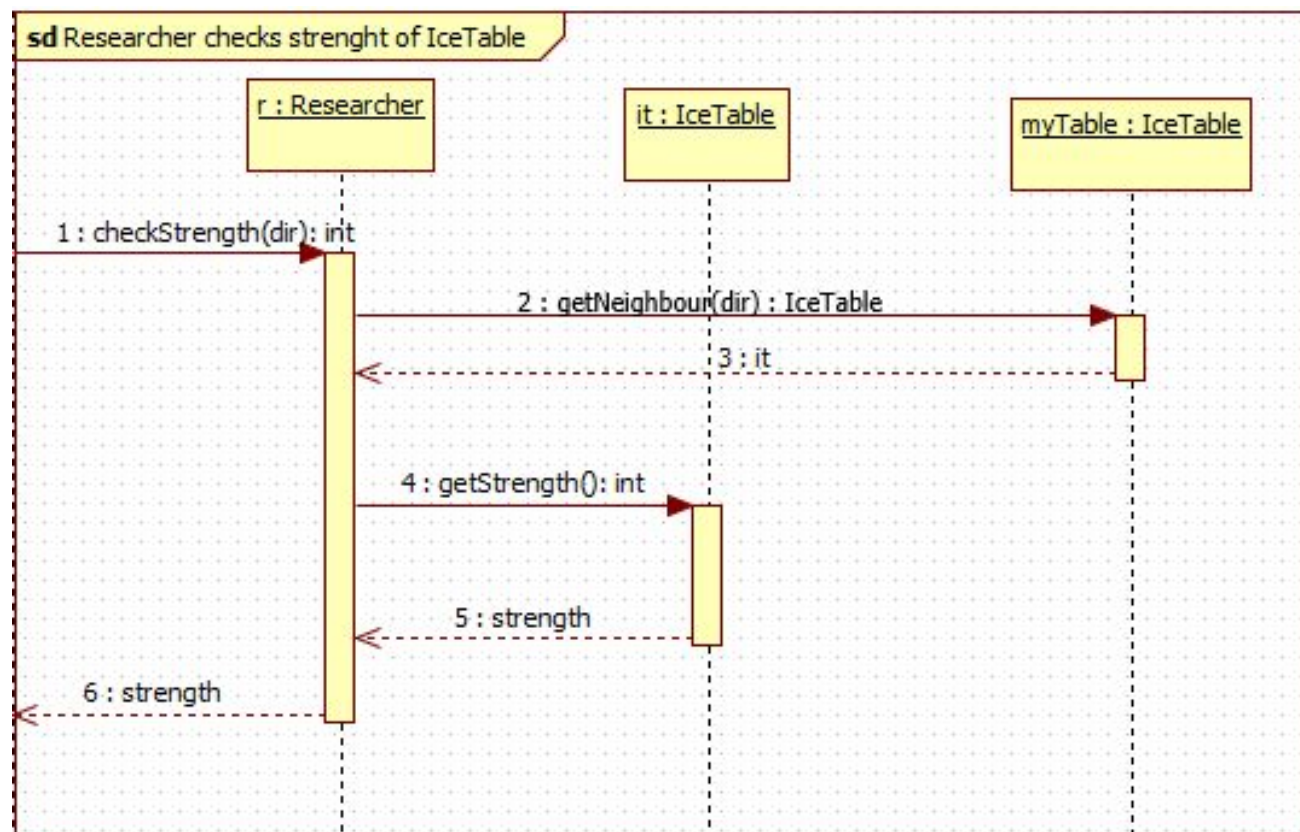 sd Researcher checks strenght of IceTable
r : Researcher
it : IceTable
myTable : IceTable
1 : checkStrength(dir): int
2 : getNeighbour(dir) : IceTable
3 : it
4 : getStrength(): int
5 : strength
6 : strength